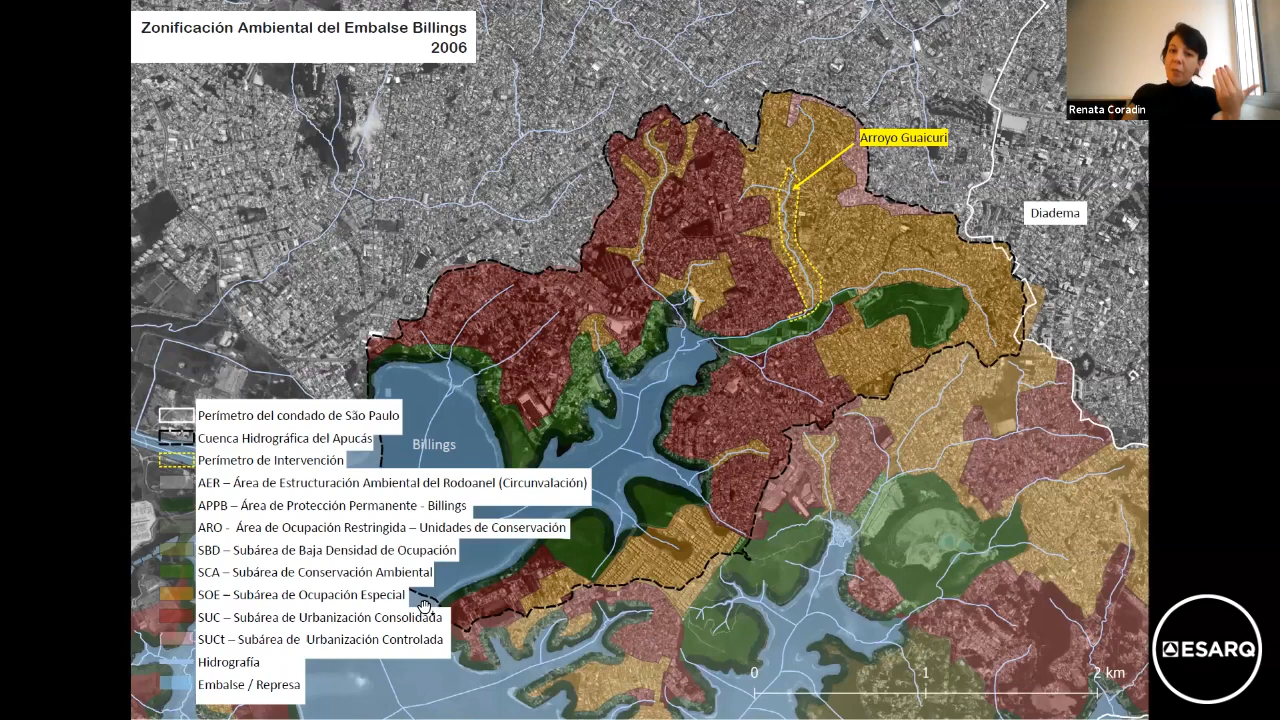 Zonificación Ambiental del Embalse Billings
2006
Renata Coradin
Arroyo Guaicuri
Diadema
Perímetro del condado de São Paulo
Cuenca Hidrográfica del Apucás
Billings
Perímetro de Intervención
AER – Área de Estructuración Ambiental del Rodoanel (Circunvalación)
APPB – Área de Protección Permanente - Billings
ARO - Área de Ocupación Restringida – Unidades de Conservación
SBD – Subárea de Baja Densidad de Ocupación
SCA – Subárea de Conservación Ambiental
SOE – Subárea de Ocupación Especial
SUC – Subárea de Urbanización Consolidada
SUCt – Subárea de Urbanización Controlada
Hidrografía
Embalse / Represa
0 1 2 km
ESARQ